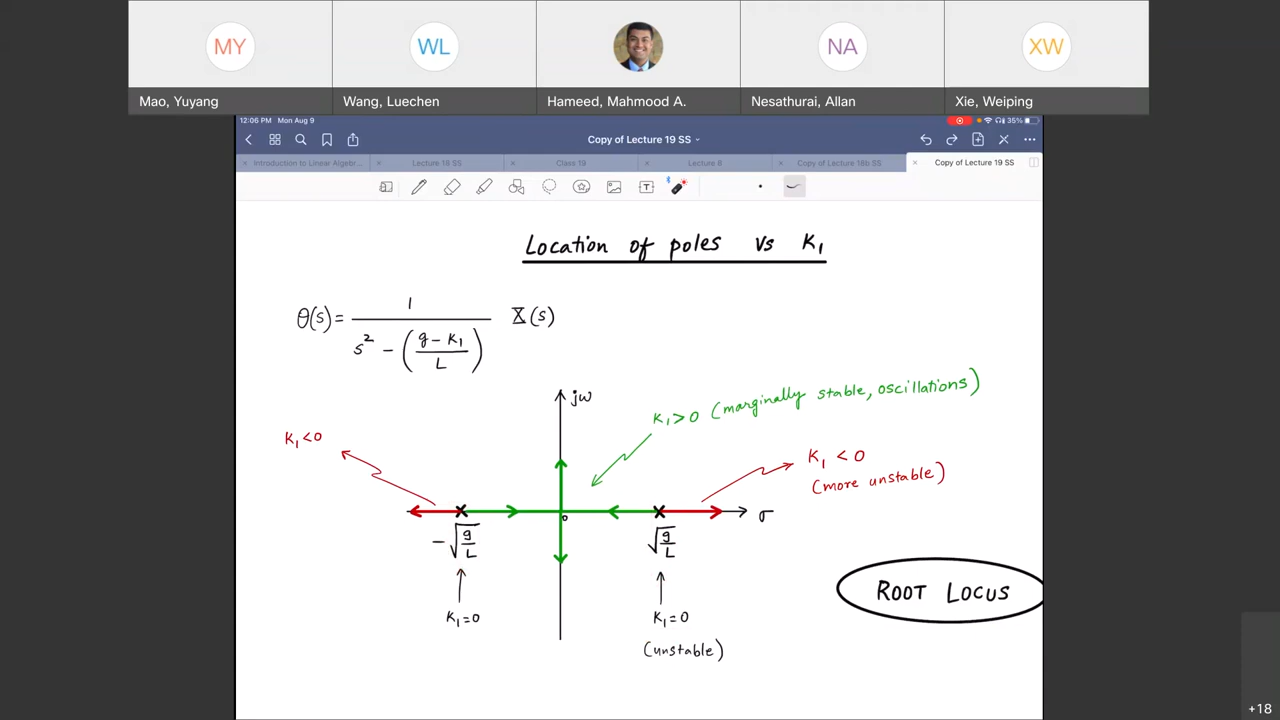 MY
WL
NA
XW
Mao, Yuyang
Wang, Luechen
Hameed, Mahmood A.
Nesathurai, Allan
Xie, Weiping
12:06 PM Mon Aug 9
35%
Copy of Lecture 19 SS
Introduction to Linear Algebr...
Lecture 18 SS
Class 19
Lecture 8
Copy of Lecture 18b SS
Copy of Lecture 19 SS
T
Location of poles vs K₁
θ(s) = 1 / (s² − ((g − K₁)/L)) X(s)
jω
K₁ > 0 (marginally stable, oscillations)
K₁ < 0
K₁ < 0
(more unstable)
0
σ
−√(g/L)
√(g/L)
ROOT LOCUS
K₁ = 0
K₁ = 0
(unstable)
+18